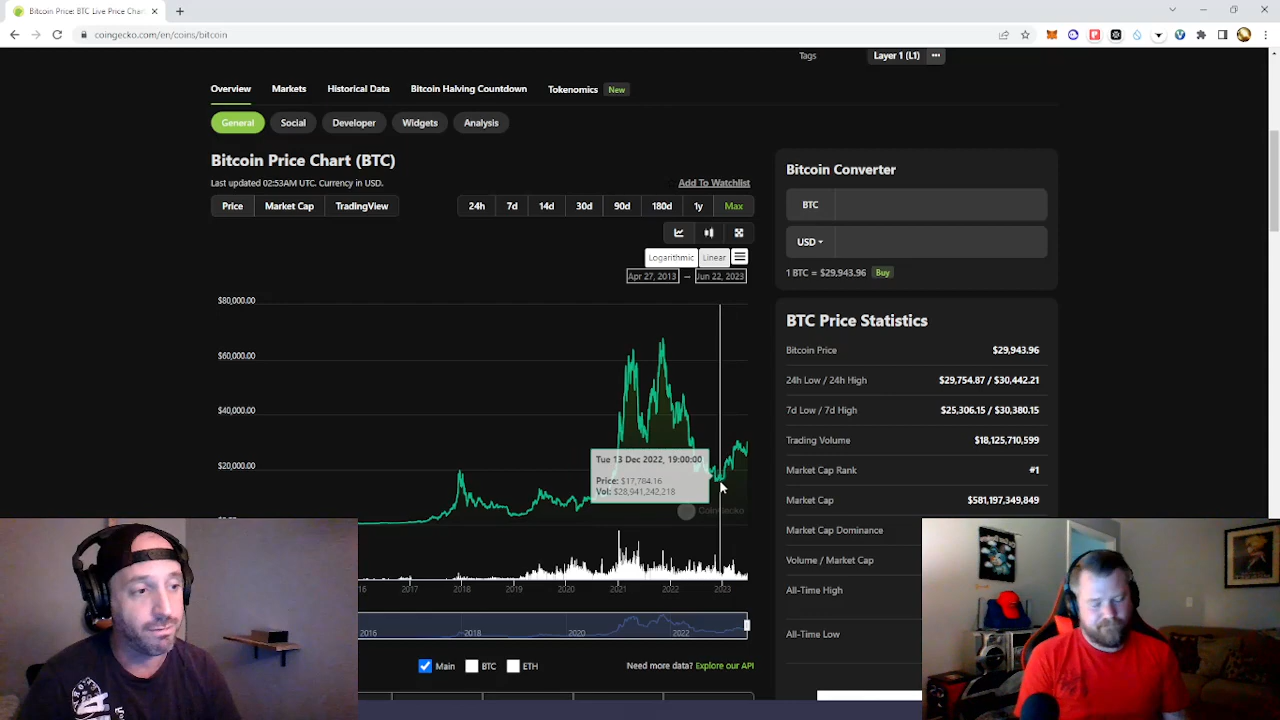 Bitcoin Price: BTC Live Price Char
coingecko.com/en/coins/bitcoin
Tags
Layer 1 (L1)
Overview
Markets
Historical Data
Bitcoin Halving Countdown
Tokenomics
New
General
Social
Developer
Widgets
Analysis
Bitcoin Price Chart (BTC)
Last updated 02:53AM UTC. Currency in USD.
Add To Watchlist
Price
Market Cap
TradingView
24h
7d
14d
30d
90d
180d
1y
Max
Logarithmic
Linear
Apr 27, 2013 — Jun 22, 2023
$80,000.00
$60,000.00
$40,000.00
$20,000.00
Tue 13 Dec 2022, 19:00:00
Price: $17,784.16
Vol: $28,941,242,218
CoinGecko
2017
2018
2019
2020
2021
2022
2023
2016
2018
2020
2022
Main
BTC
ETH
Need more data? Explore our API
Bitcoin Converter
BTC
USD
1 BTC = $29,943.96
Buy
BTC Price Statistics
Bitcoin Price
$29,943.96
24h Low / 24h High
$29,754.87 / $30,442.21
7d Low / 7d High
$25,306.15 / $30,380.15
Trading Volume
$18,125,710,599
Market Cap Rank
#1
Market Cap
$581,197,349,849
Market Cap Dominance
Volume / Market Cap
All-Time High
All-Time Low